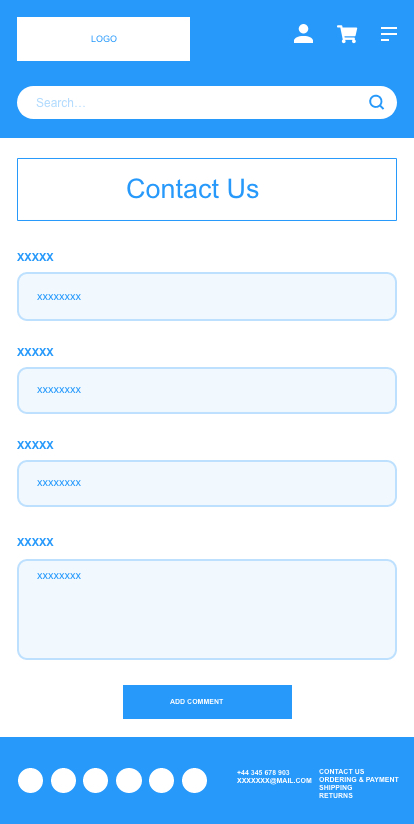 LOGO
Search...
Contact Us
XXXXX
XXXXXXXX
XXXXX
XXXXXXXX
XXXXX
XXXXXXXX
XXXXX
XXXXXXXX
ADD COMMENT
+44 345 678 903
XXXXXXX@MAIL.COM
CONTACT US
ORDERING & PAYMENT
SHIPPING
RETURNS